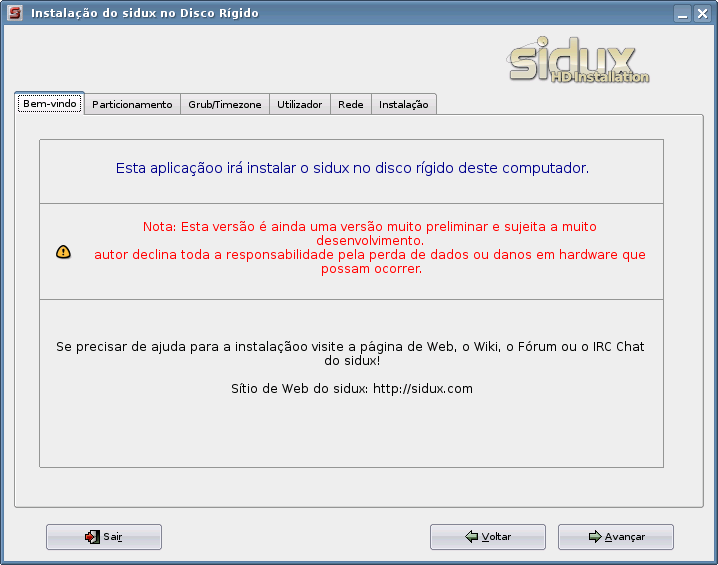 Instalação do sidux no Disco Rígido
sidux
HD-Installation
Bem-vindo
Particionamento
Grub/Timezone
Utilizador
Rede
Instalação
Esta aplicaçãoo irá instalar o sidux no disco rígido deste computador.
Nota: Esta versão é ainda uma versão muito preliminar e sujeita a muito
desenvolvimento.
autor declina toda a responsabilidade pela perda de dados ou danos em hardware que
possam ocorrer.
Se precisar de ajuda para a instalaçãoo visite a página de Web, o Wiki, o Fórum ou o IRC Chat
do sidux!
Sítio de Web do sidux: http://sidux.com
Sair
Voltar
Avançar